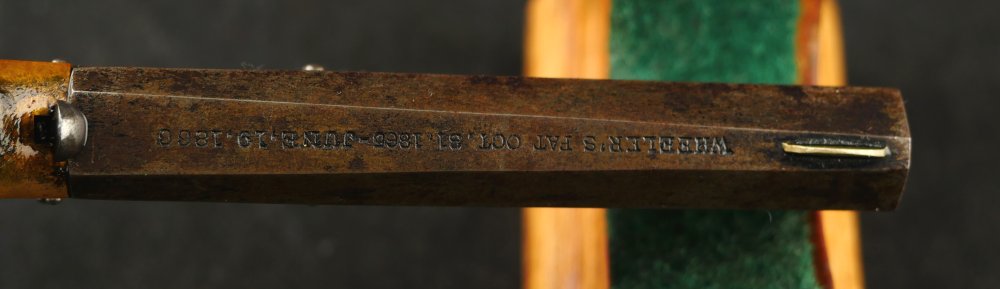 WHEELER'S PAT OCT, 31, 1865–JUNE, 19, 1866